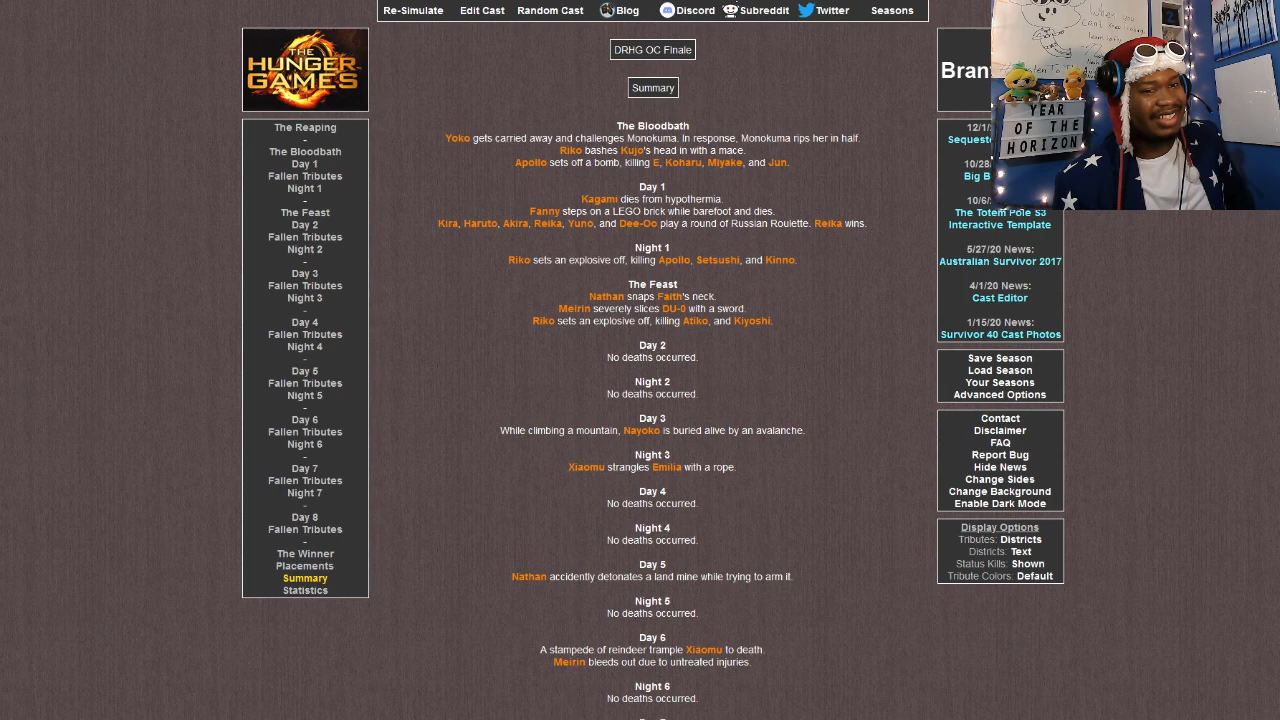 Re-Simulate Edit Cast Random Cast Blog Discord Subreddit Twitter Seasons
THE
HUNGER
GAMES
The Reaping
-
The Bloodbath
Day 1
Fallen Tributes
Night 1
-
The Feast
Day 2
Fallen Tributes
Night 2
-
Day 3
Fallen Tributes
Night 3
-
Day 4
Fallen Tributes
Night 4
-
Day 5
Fallen Tributes
Night 5
-
Day 6
Fallen Tributes
Night 6
-
Day 7
Fallen Tributes
Night 7
-
Day 8
Fallen Tributes
-
The Winner
Placements
Summary
Statistics
DRHG OC FInale
Summary
The Bloodbath
Yoko gets carried away and challenges Monokuma. In response, Monokuma rips her in half.
Riko bashes Kujo's head in with a mace.
Apollo sets off a bomb, killing E, Koharu, Miyake, and Jun.
Day 1
Kagami dies from hypothermia.
Fanny steps on a LEGO brick while barefoot and dies.
Kira, Haruto, Akira, Reika, Yuno, and Dee-Oo play a round of Russian Roulette. Reika wins.
Night 1
Riko sets an explosive off, killing Apollo, Setsushi, and Kinno.
The Feast
Nathan snaps Faith's neck.
Meirin severely slices DU-0 with a sword.
Riko sets an explosive off, killing Atiko, and Kiyoshi.
Day 2
No deaths occurred.
Night 2
No deaths occurred.
Day 3
While climbing a mountain, Nayoko is buried alive by an avalanche.
Night 3
Xiaomu strangles Emilia with a rope.
Day 4
No deaths occurred.
Night 4
No deaths occurred.
Day 5
Nathan accidently detonates a land mine while trying to arm it.
Night 5
No deaths occurred.
Day 6
A stampede of reindeer trample Xiaomu to death.
Meirin bleeds out due to untreated injuries.
Night 6
No deaths occurred.
Bran
12/1/
Sequeste
10/28/
Big B
10/6/
The Totem Pole S3
Interactive Template
5/27/20 News:
Australian Survivor 2017
4/1/20 News:
Cast Editor
1/15/20 News:
Survivor 40 Cast Photos
Save Season
Load Season
Your Seasons
Advanced Options
Contact
Disclaimer
FAQ
Report Bug
Hide News
Change Sides
Change Background
Enable Dark Mode
Display Options
Tributes: Districts
Districts: Text
Status Kills: Shown
Tribute Colors: Default
When you
YEAR
OF THE
HORIZON